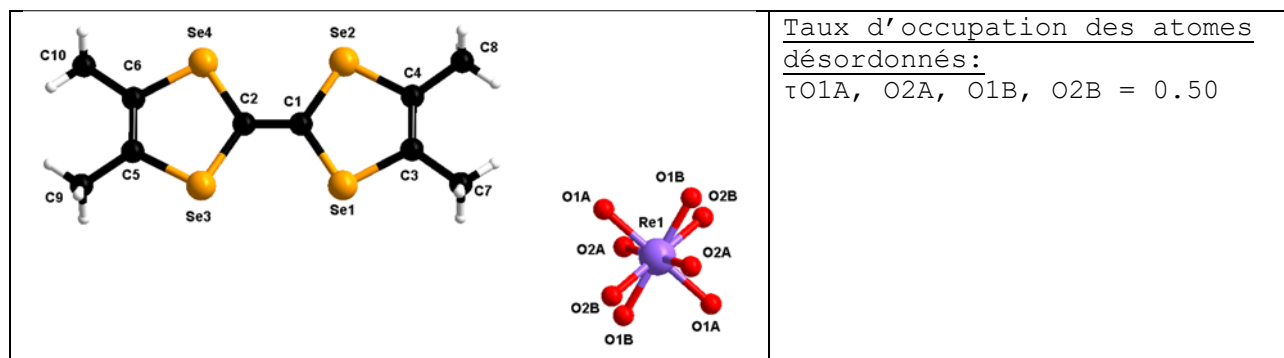 Se4 Se2
C10 C8
C6 C4
C2 C1
C5 C3
C9 C7
Se3 Se1
O1B
O1A O2B
Re1
O2A O2A
O2B
O1B O1A
Taux d'occupation des atomes
désordonnés:
τO1A, O2A, O1B, O2B = 0.50